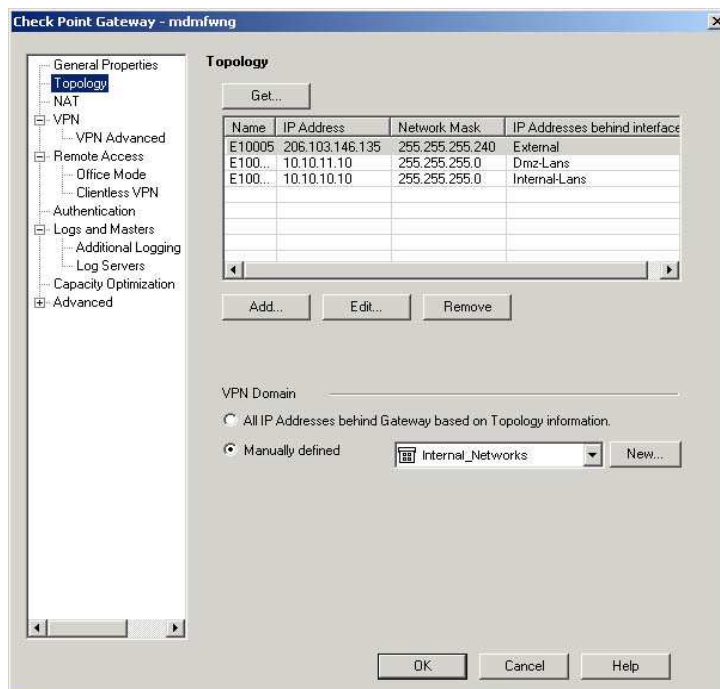 Check Point Gateway - mdmfwng
General Properties
Topology
NAT
VPN
VPN Advanced
Remote Access
Office Mode
Clientless VPN
Authentication
Logs and Masters
Additional Logging
Log Servers
Capacity Optimization
Advanced
Topology
Get...
Name IP Address Network Mask IP Addresses behind interface
E10005 206.103.146.135 255.255.255.240 External
E100... 10.10.11.10 255.255.255.0 Dmz-Lans
E100... 10.10.10.10 255.255.255.0 Internal-Lans
Add... Edit... Remove
VPN Domain
All IP Addresses behind Gateway based on Topology information.
Manually defined Internal_Networks New...
OK Cancel Help